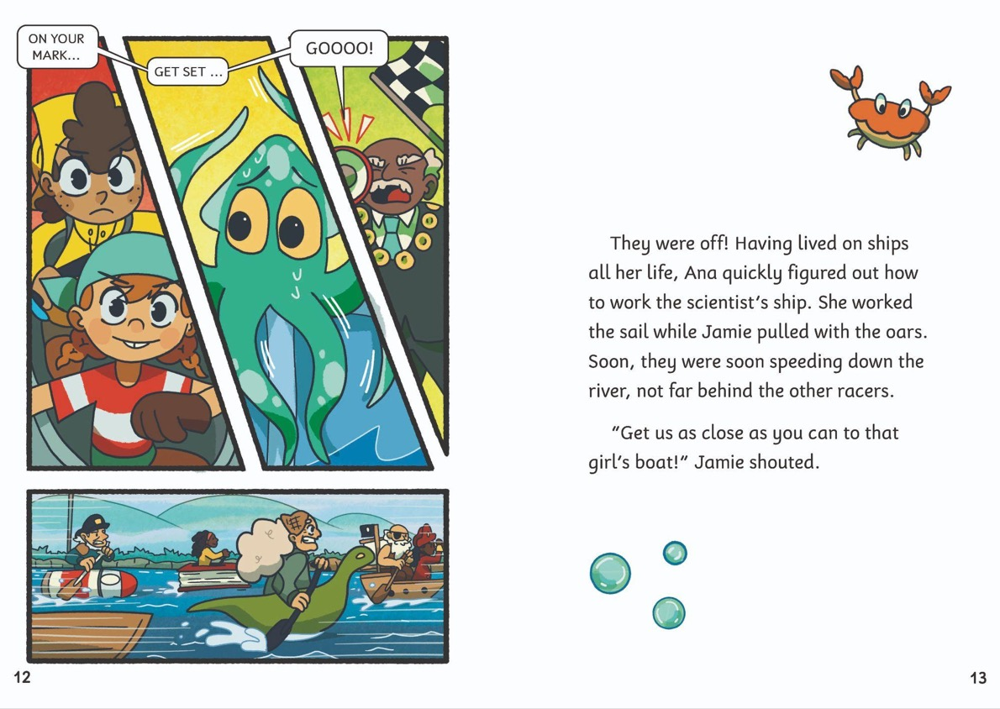 ON YOUR
MARK...
GET SET ...
GOOOO!
12
They were off! Having lived on ships
all her life, Ana quickly figured out how
to work the scientist's ship. She worked
the sail while Jamie pulled with the oars.
Soon, they were soon speeding down the
river, not far behind the other racers.
"Get us as close as you can to that
girl's boat!" Jamie shouted.
13